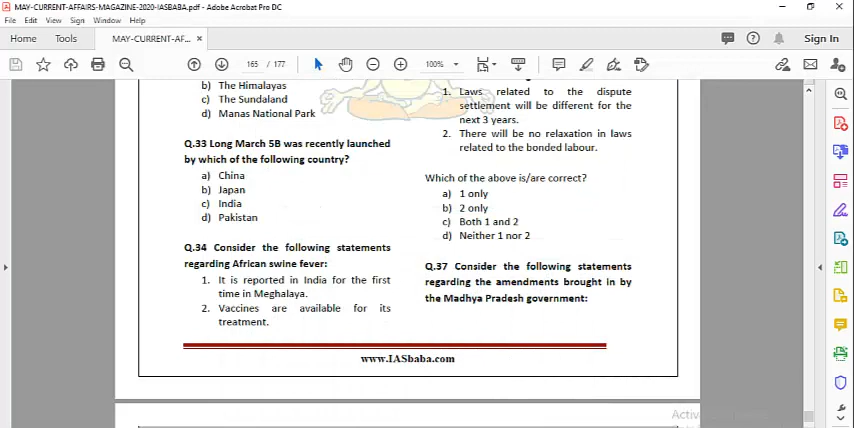 MAY-CURRENT-AFFAIRS-MAGAZINE-2020-IASBABA.pdf - Adobe Acrobat Pro DC
File Edit View Sign Window Help
Home Tools MAY-CURRENT-AF... × Sign In
165 / 177 100%
b) The Himalayas
c) The Sundaland
d) Manas National Park
Q.33 Long March 5B was recently launched
by which of the following country?
a) China
b) Japan
c) India
d) Pakistan
Q.34 Consider the following statements
regarding African swine fever:
1. It is reported in India for the first
time in Meghalaya.
2. Vaccines are available for its
treatment.
1. Laws related to the dispute
settlement will be different for the
next 3 years.
2. There will be no relaxation in laws
related to the bonded labour.
Which of the above is/are correct?
a) 1 only
b) 2 only
c) Both 1 and 2
d) Neither 1 nor 2
Q.37 Consider the following statements
regarding the amendments brought in by
the Madhya Pradesh government:
www.IASbaba.com